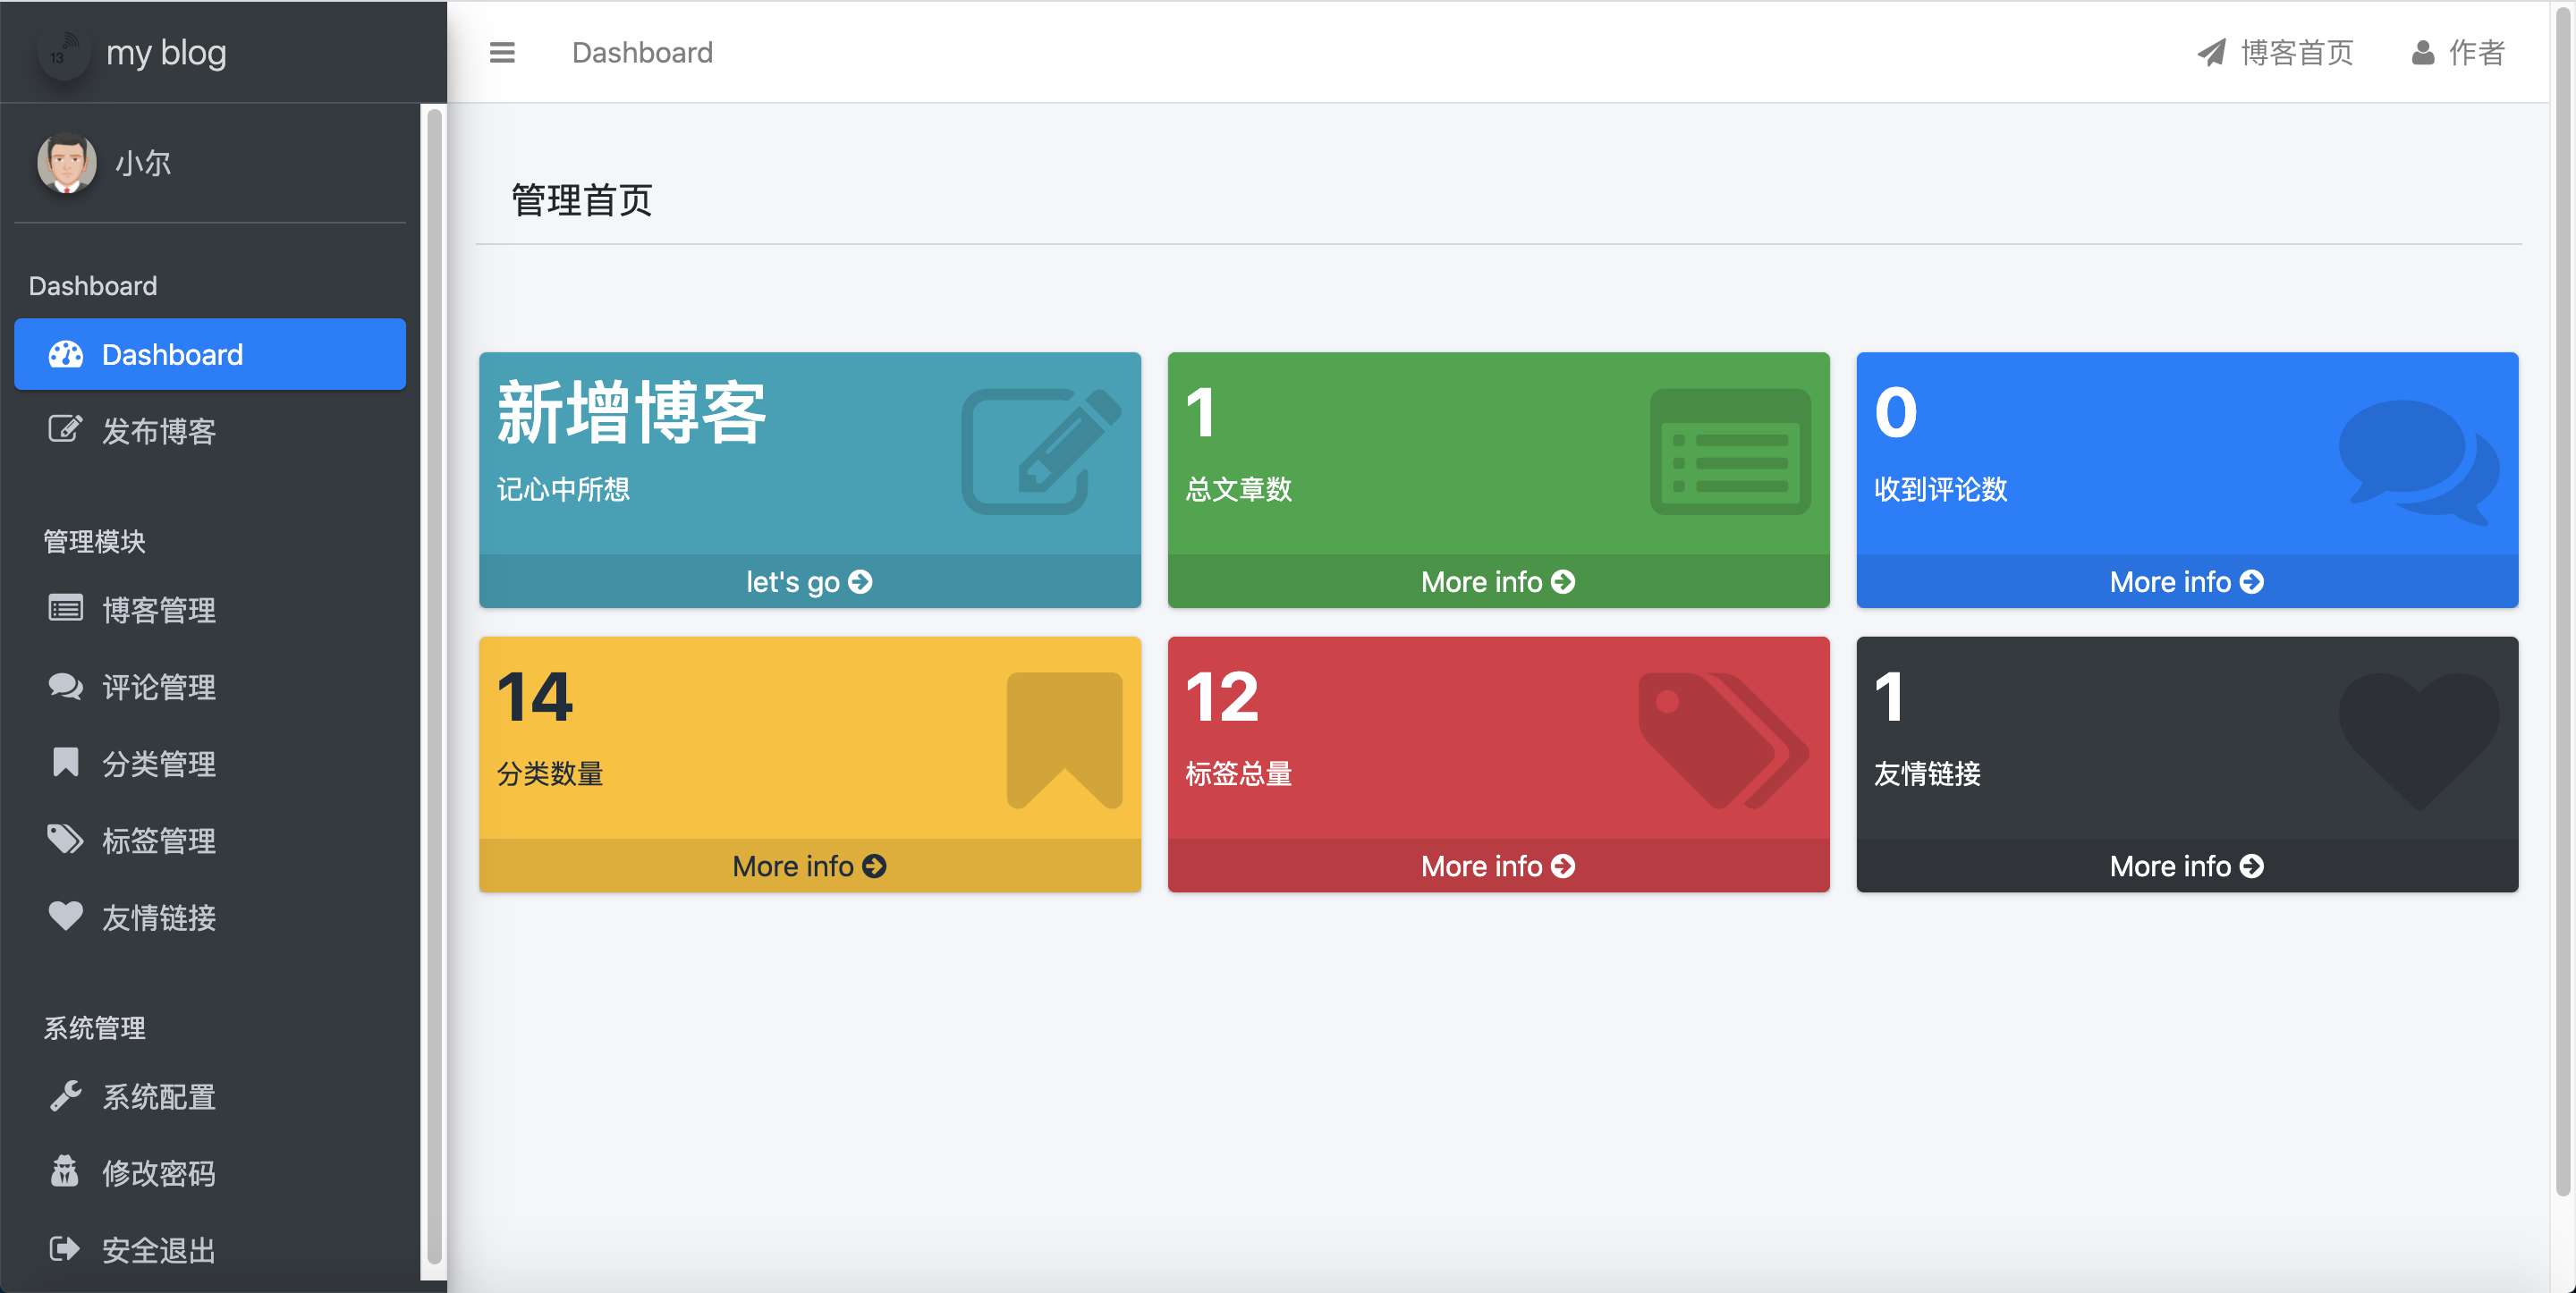 13
my blog
Dashboard
博客首页
作者
小尔
Dashboard
Dashboard
发布博客
管理模块
博客管理
评论管理
分类管理
标签管理
友情链接
系统管理
系统配置
修改密码
安全退出
管理首页
新增博客
记心中所想
let's go
1
总文章数
More info
0
收到评论数
More info
14
分类数量
More info
12
标签总量
More info
1
友情链接
More info